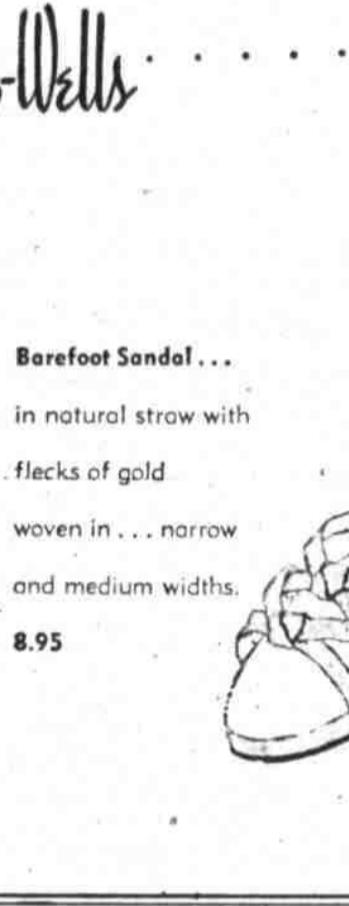 -Wells . . . . .
Barefoot Sandal . . .
in natural straw with
flecks of gold
woven in . . . narrow
and medium widths.
8.95